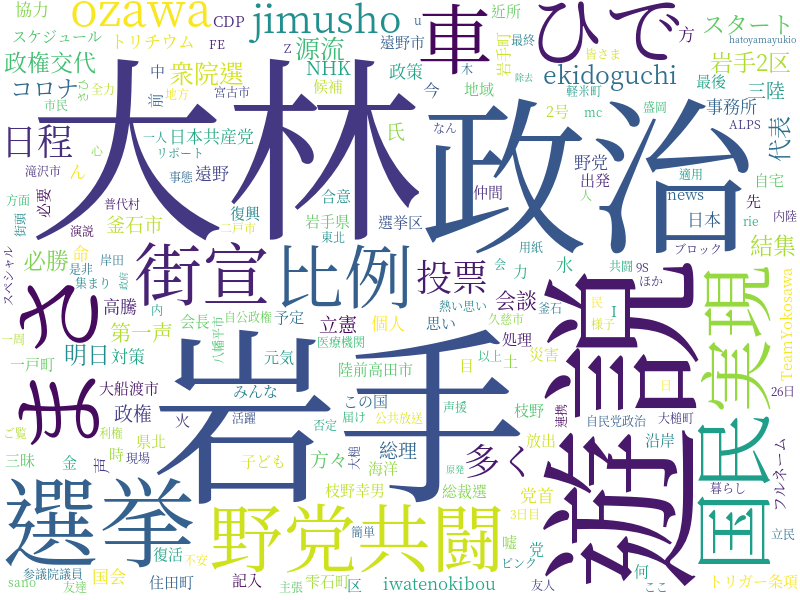 協力
ozawa
CDP
jimusho
近所
u
車
ひで
スタート
方
皆さま
hatoyamayukio
スケジュール
トリチウム
FE
源流
Z
遠野市
岩手町
最終
政権交代
衆院選
NHK
政策
ekidoguchi
木
除去
岩手2区
コロナ
中
前
宮古市
候補
地域
今
2号
mc
軽米町
盛岡
事務所
最後
三陸
市民
全力
地方
大林
政治
日程
一人
日本共産党
氏
なん
ALPS
代表
滝沢市
心
リポート
事態
遠野
野党
出発
適用
自宅
ん
必要
普代村
合意
仲間
人
news
先
方面
街頭
演説
釜石市
二戸市
復興
岩手県
東北
選挙区
日本
rie
内陸
スペシャル
必勝
命
岸田
是非
集まり
政府
街宣
比例
投票
会談
用紙
会
力
水
ブロック
共闘
9S
ほか
結集
まさ
高騰
内
自公政権
予定
立憲
個人
思い
処理
熱い思い
久慈市
釜石
遊説
民
様子
I
実現
TeamYokosawa
一周
第一声
会長
八幡平市
元気
医療機関
目
以上
土
災害
日
26日
一戸町
明日
対策
岩手
大船渡市
みんな
陸前高田市
枝野
連携
自民党政治
大槌町
国民
ご覧
利権
政権
火
活躍
この国
届け
公共放送
声援
否定
多く
放出
沿岸
三昧
金
県北
声
時
現場
子ども
方々
大槌
総理
海洋
枝
原発
暮らし
フルネーム
選挙
野党共闘
枝野幸男
総裁選
党首
3日目
復活
不安
簡単
嘘
党
立民
参議院議員
sano
友達
国会
住田町
記入
主張
雫石町
区
iwatenokibou
ピンク
友人
何
ここ
トリガー条項